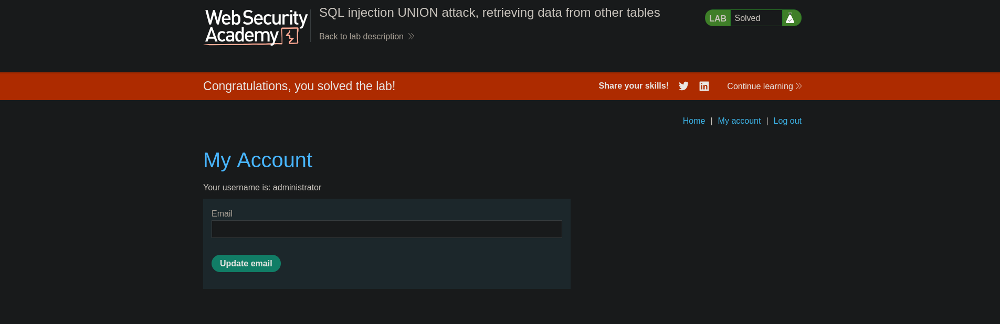 Web Security
Academy
SQL injection UNION attack, retrieving data from other tables
Back to lab description
LAB Solved
Congratulations, you solved the lab!
Share your skills!
Continue learning
Home | My account | Log out
My Account
Your username is: administrator
Email
Update email